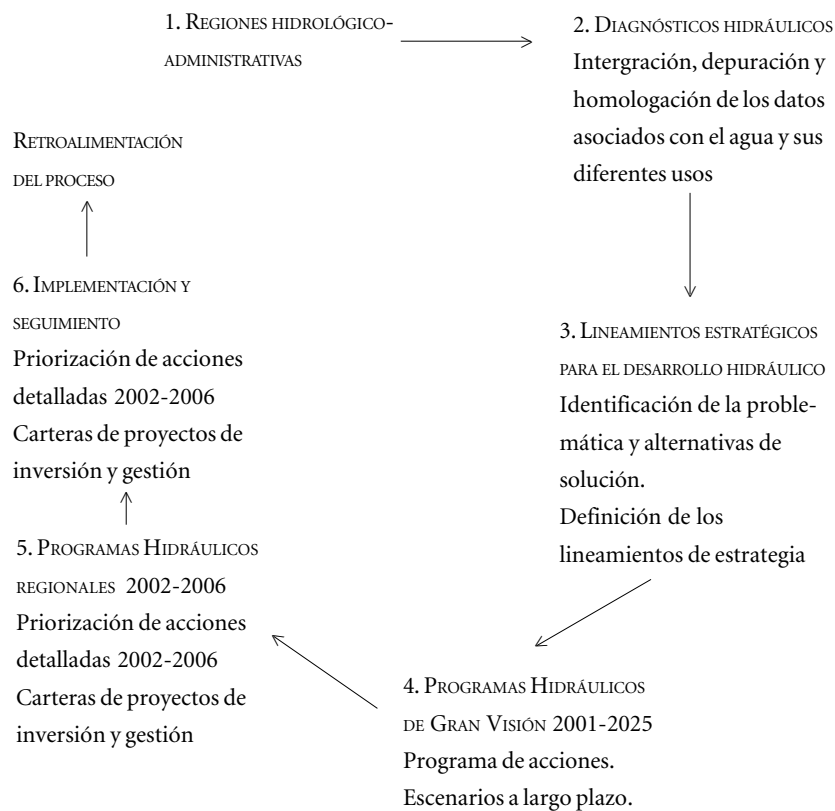 1. Regiones hidrológico-
administrativas
2. Diagnósticos hidráulicos
Intergración, depuración y
homologación de los datos
asociados con el agua y sus
diferentes usos
3. Lineamientos estratégicos
para el desarrollo hidráulico
Identificación de la proble-
mática y alternativas de
solución.
Definición de los
lineamientos de estrategia
4. Programas Hidráulicos
de Gran Visión 2001-2025
Programa de acciones.
Escenarios a largo plazo.
5. Programas Hidráulicos
regionales 2002-2006
Priorización de acciones
detalladas 2002-2006
Carteras de proyectos de
inversión y gestión
6. Implementación y
seguimiento
Priorización de acciones
detalladas 2002-2006
Carteras de proyectos de
inversión y gestión
Retroalimentación
del proceso